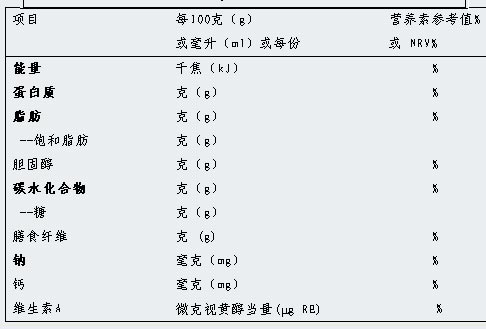 项目 每100克（g） 营养素参考值%
或毫升（ml）或每份 或 NRV%
能量 千焦（kJ） %
蛋白质 克（g） %
脂肪 克（g） %
--饱和脂肪 克（g）
胆固醇 克（g） %
碳水化合物 克（g） %
--糖 克（g）
膳食纤维 克 (g) %
钠 毫克（mg） %
钙 毫克（mg） %
维生素A 微克视黄醇当量(μg RE) %